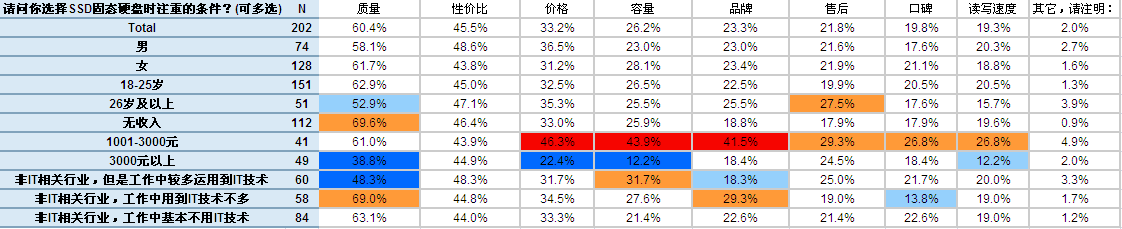 请问你选择SSD固态硬盘时注重的条件？(可多选) N 质量 性价比 价格 容量 品牌 售后 口碑 读写速度 其它，请注明：
Total 202 60.4% 45.5% 33.2% 26.2% 23.3% 21.8% 19.8% 19.3% 2.0%
男 74 58.1% 48.6% 36.5% 23.0% 23.0% 21.6% 17.6% 20.3% 2.7%
女 128 61.7% 43.8% 31.2% 28.1% 23.4% 21.9% 21.1% 18.8% 1.6%
18-25岁 151 62.9% 45.0% 32.5% 26.5% 22.5% 19.9% 20.5% 20.5% 1.3%
26岁及以上 51 52.9% 47.1% 35.3% 25.5% 25.5% 27.5% 17.6% 15.7% 3.9%
无收入 112 69.6% 46.4% 33.0% 25.9% 18.8% 17.9% 17.9% 19.6% 0.9%
1001-3000元 41 61.0% 43.9% 46.3% 43.9% 41.5% 29.3% 26.8% 26.8% 4.9%
3000元以上 49 38.8% 44.9% 22.4% 12.2% 18.4% 24.5% 18.4% 12.2% 2.0%
非IT相关行业，但是工作中较多运用到IT技术 60 48.3% 48.3% 31.7% 31.7% 18.3% 25.0% 21.7% 20.0% 3.3%
非IT相关行业，工作中用到IT技术不多 58 69.0% 44.8% 34.5% 27.6% 29.3% 19.0% 13.8% 19.0% 1.7%
非IT相关行业，工作中基本不用IT技术 84 63.1% 44.0% 33.3% 21.4% 22.6% 21.4% 22.6% 19.0% 1.2%